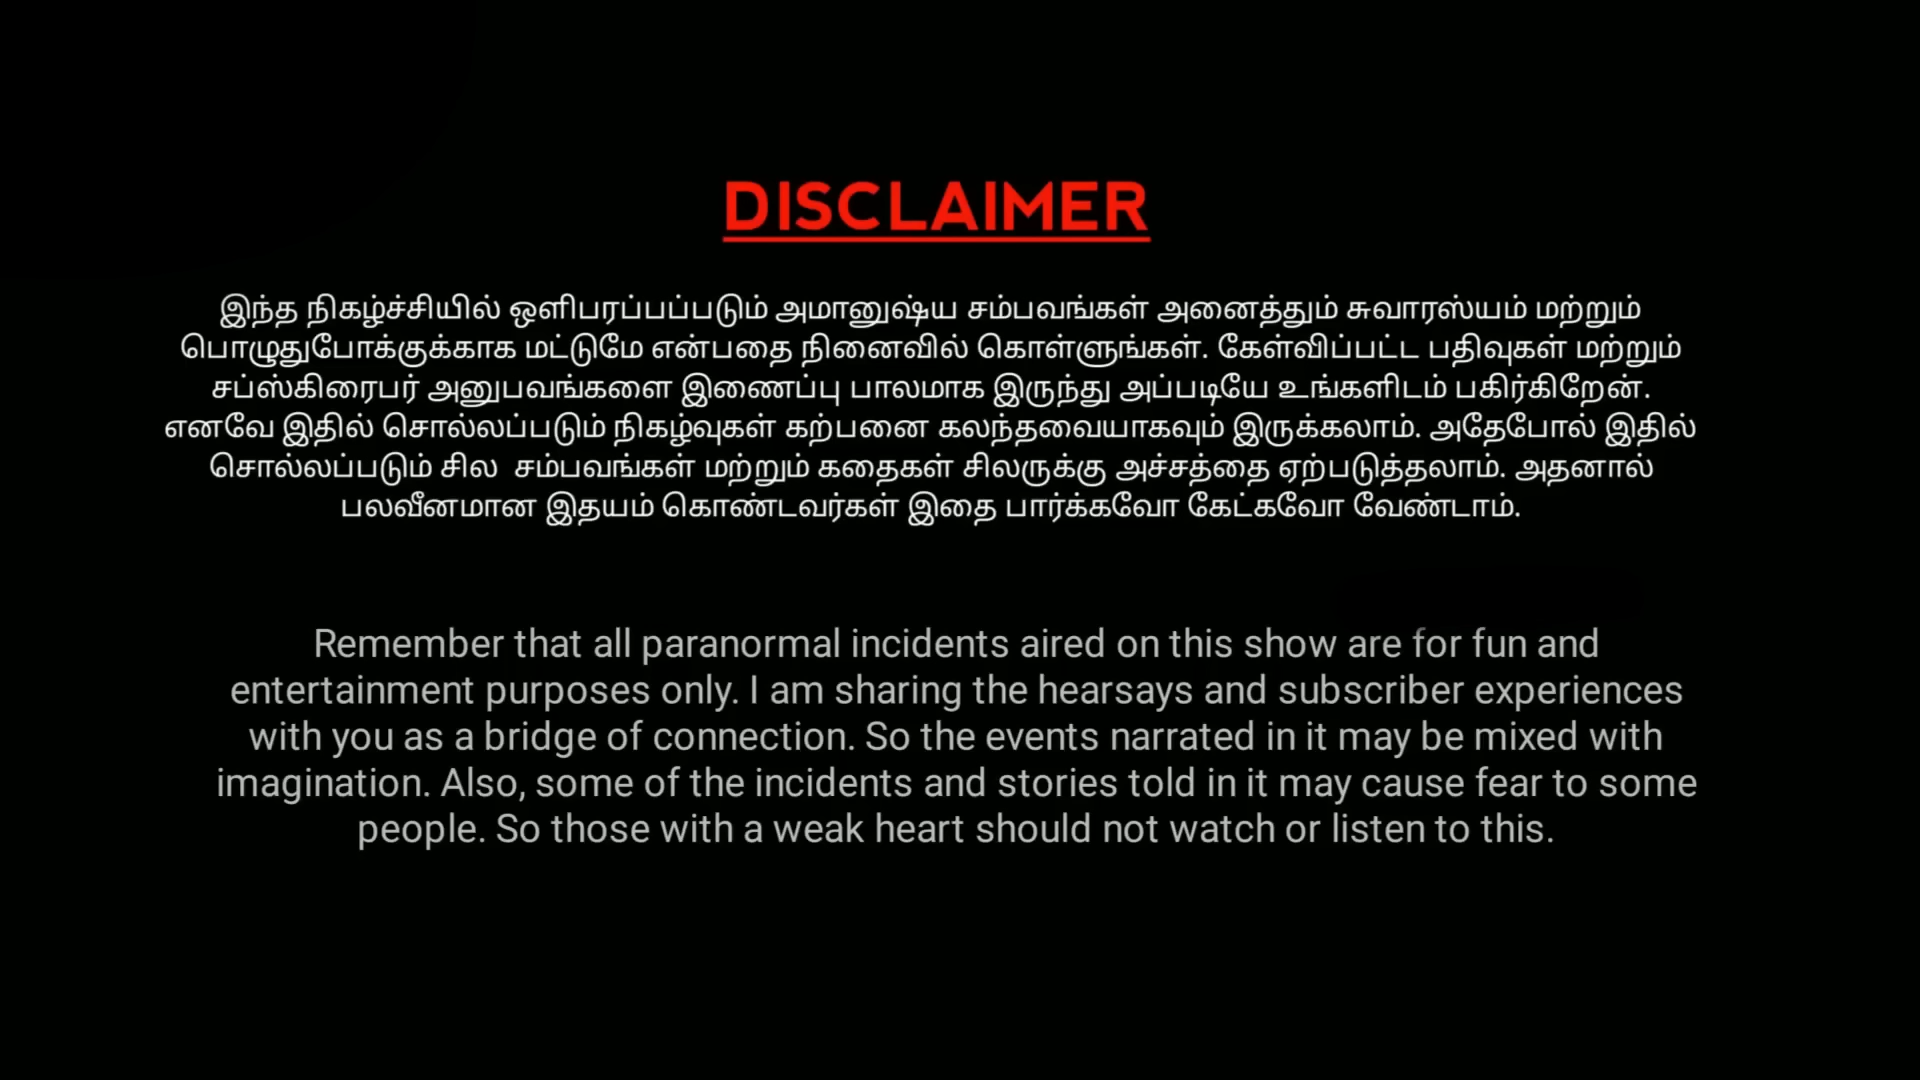 DISCLAIMER
இந்த நிகழ்ச்சியில் ஒளிபரப்பப்படும் அமானுஷ்ய சம்பவங்கள் அனைத்தும் சுவாரஸ்யம் மற்றும்
பொழுதுபோக்குக்காக மட்டுமே என்பதை நினைவில் கொள்ளுங்கள். கேள்விப்பட்ட பதிவுகள் மற்றும்
சப்ஸ்கிரைபர் அனுபவங்களை இணைப்பு பாலமாக இருந்து அப்படியே உங்களிடம் பகிர்கிறேன்.
எனவே இதில் சொல்லப்படும் நிகழ்வுகள் கற்பனை கலந்தவையாகவும் இருக்கலாம். அதேபோல் இதில்
சொல்லப்படும் சில  சம்பவங்கள் மற்றும் கதைகள் சிலருக்கு அச்சத்தை ஏற்படுத்தலாம். அதனால்
பலவீனமான இதயம் கொண்டவர்கள் இதை பார்க்கவோ கேட்கவோ வேண்டாம்.
Remember that all paranormal incidents aired on this show are for fun and
entertainment purposes only. I am sharing the hearsays and subscriber experiences
with you as a bridge of connection. So the events narrated in it may be mixed with
imagination. Also, some of the incidents and stories told in it may cause fear to some
people. So those with a weak heart should not watch or listen to this.